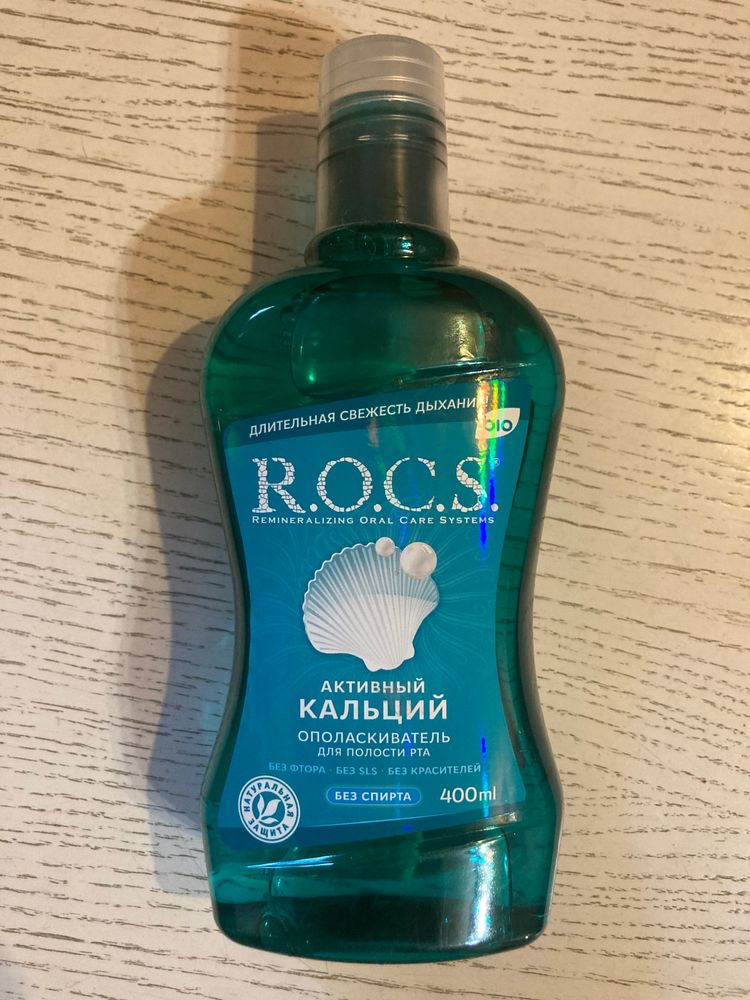 ДЛИТЕЛЬНАЯ СВЕЖЕСТЬ ДЫХАНИЯ
bio
R.O.C.S.®
REMINERALIZING ORAL CARE SYSTEMS
АКТИВНЫЙ
КАЛЬЦИЙ
ОПОЛАСКИВАТЕЛЬ
ДЛЯ ПОЛОСТИ РТА
БЕЗ ФТОРА · БЕЗ SLS · БЕЗ КРАСИТЕЛЕЙ
БЕЗ СПИРТА 400ml
НАТУРАЛЬНАЯ
ЗАЩИТА